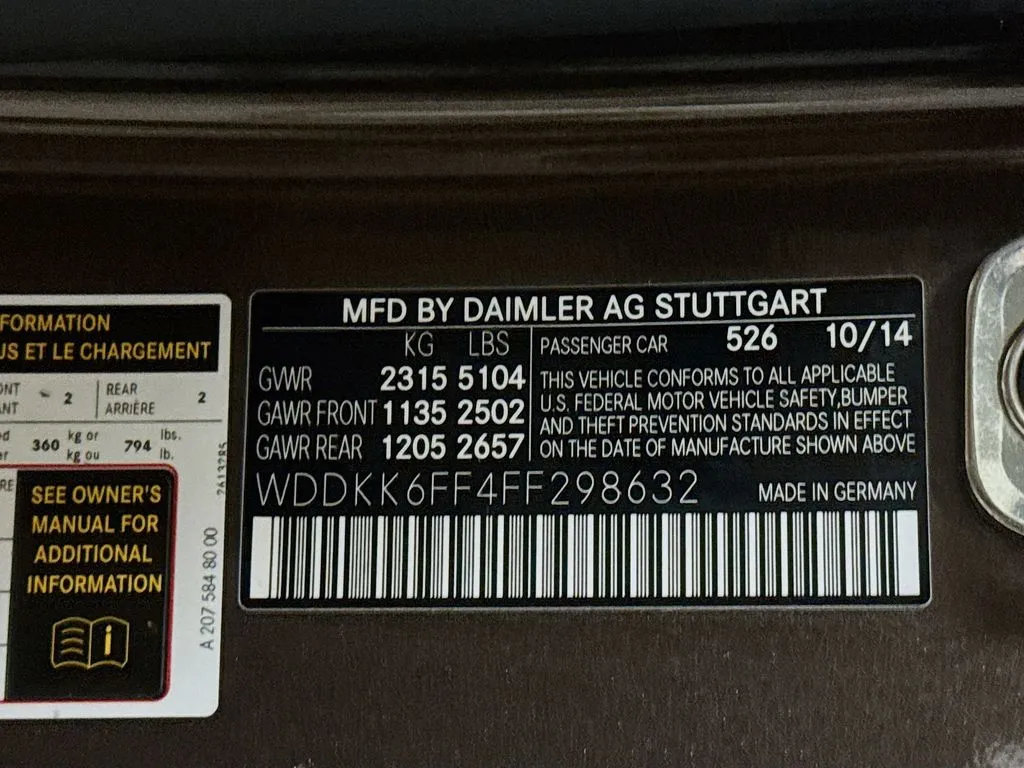 FORMATION
US ET LE CHARGEMENT
ONT
ANT
2
REAR
ARRIÈRE
2
360 kg or
kg ou
794 lbs.
lb.
SEE OWNER'S
MANUAL FOR
ADDITIONAL
INFORMATION
i
A 207 584 80 00
MFD BY DAIMLER AG STUTTGART
KG LBS
GVWR 2315 5104
GAWR FRONT 1135 2502
GAWR REAR 1205 2657
PASSENGER CAR 526 10/14
THIS VEHICLE CONFORMS TO ALL APPLICABLE
U.S. FEDERAL MOTOR VEHICLE SAFETY,BUMPER
AND THEFT PREVENTION STANDARDS IN EFFECT
ON THE DATE OF MANUFACTURE SHOWN ABOVE
WDDKK6FF4FF298632
MADE IN GERMANY